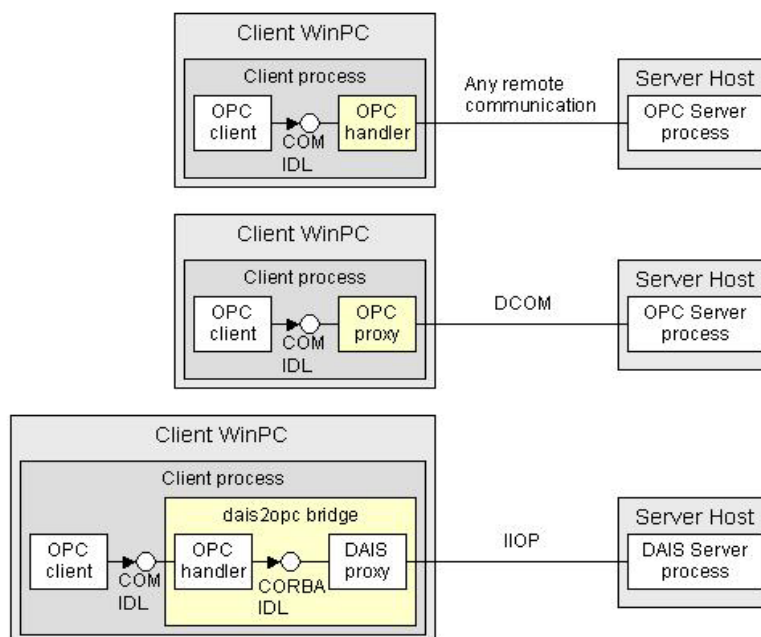 Client WinPC
Client process
OPC
client
COM
IDL
OPC
handler
Any remote
communication
Server Host
OPC Server
process
Client WinPC
Client process
OPC
client
COM
IDL
OPC
proxy
DCOM
Server Host
OPC Server
process
Client WinPC
Client process
dais2opc bridge
OPC
client
COM
IDL
OPC
handler
CORBA
IDL
DAIS
proxy
IIOP
Server Host
DAIS Server
process